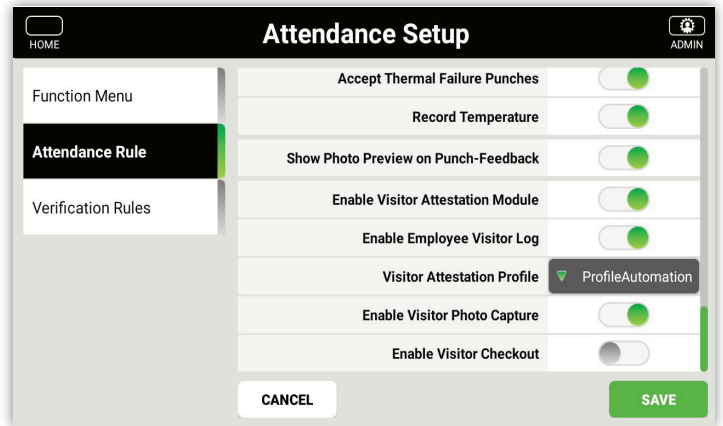 HOME
Attendance Setup
ADMIN
Function Menu
Attendance Rule
Verification Rules
Accept Thermal Failure Punches
Record Temperature
Show Photo Preview on Punch-Feedback
Enable Visitor Attestation Module
Enable Employee Visitor Log
Visitor Attestation Profile
ProfileAutomation
Enable Visitor Photo Capture
Enable Visitor Checkout
CANCEL
SAVE